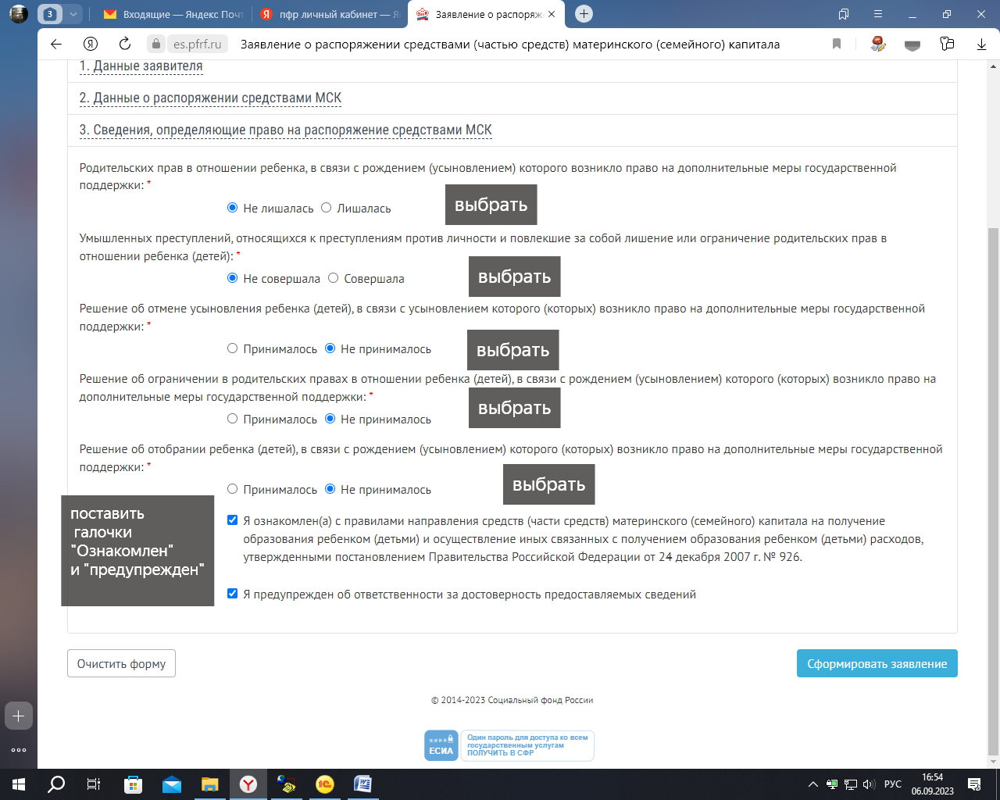 3
Входящие — Яндекс Почт
пфр личный кабинет — Я
Заявление о распоряж
es.pfrf.ru
Заявление о распоряжении средствами (частью средств) материнского (семейного) капитала
1. Данные заявителя
2. Данные о распоряжении средствами МСК
3. Сведения, определяющие право на распоряжение средствами МСК
Родительских прав в отношении ребенка, в связи с рождением (усыновлением) которого возникло право на дополнительные меры государственной
поддержки: *
Не лишалась Лишалась
выбрать
Умышленных преступлений, относящихся к преступлениям против личности и повлекшие за собой лишение или ограничение родительских прав в
отношении ребенка (детей): *
Не совершала Совершала
выбрать
Решение об отмене усыновления ребенка (детей), в связи с усыновлением которого (которых) возникло право на дополнительные меры государственной
поддержки: *
Принималось Не принималось
выбрать
Решение об ограничении в родительских правах в отношении ребенка (детей), в связи с рождением (усыновлением) которого (которых) возникло право на
дополнительные меры государственной поддержки: *
Принималось Не принималось
выбрать
Решение об отобрании ребенка (детей), в связи с рождением (усыновлением) которого (которых) возникло право на дополнительные меры государственной
поддержки: *
Принималось Не принималось
выбрать
поставить
галочки
"Ознакомлен"
и "предупрежден"
Я ознакомлен(а) с правилами направления средств (части средств) материнского (семейного) капитала на получение
образования ребенком (детьми) и осуществление иных связанных с получением образования ребенком (детьми) расходов,
утвержденными постановлением Правительства Российской Федерации от 24 декабря 2007 г. № 926.
Я предупрежден об ответственности за достоверность предоставляемых сведений
Очистить форму
Сформировать заявление
© 2014-2023 Социальный фонд России
****
ЕСИА
Один пароль для доступа ко всем
государственным услугам
ПОЛУЧИТЬ В СФР
РУС
16:54
06.09.2023